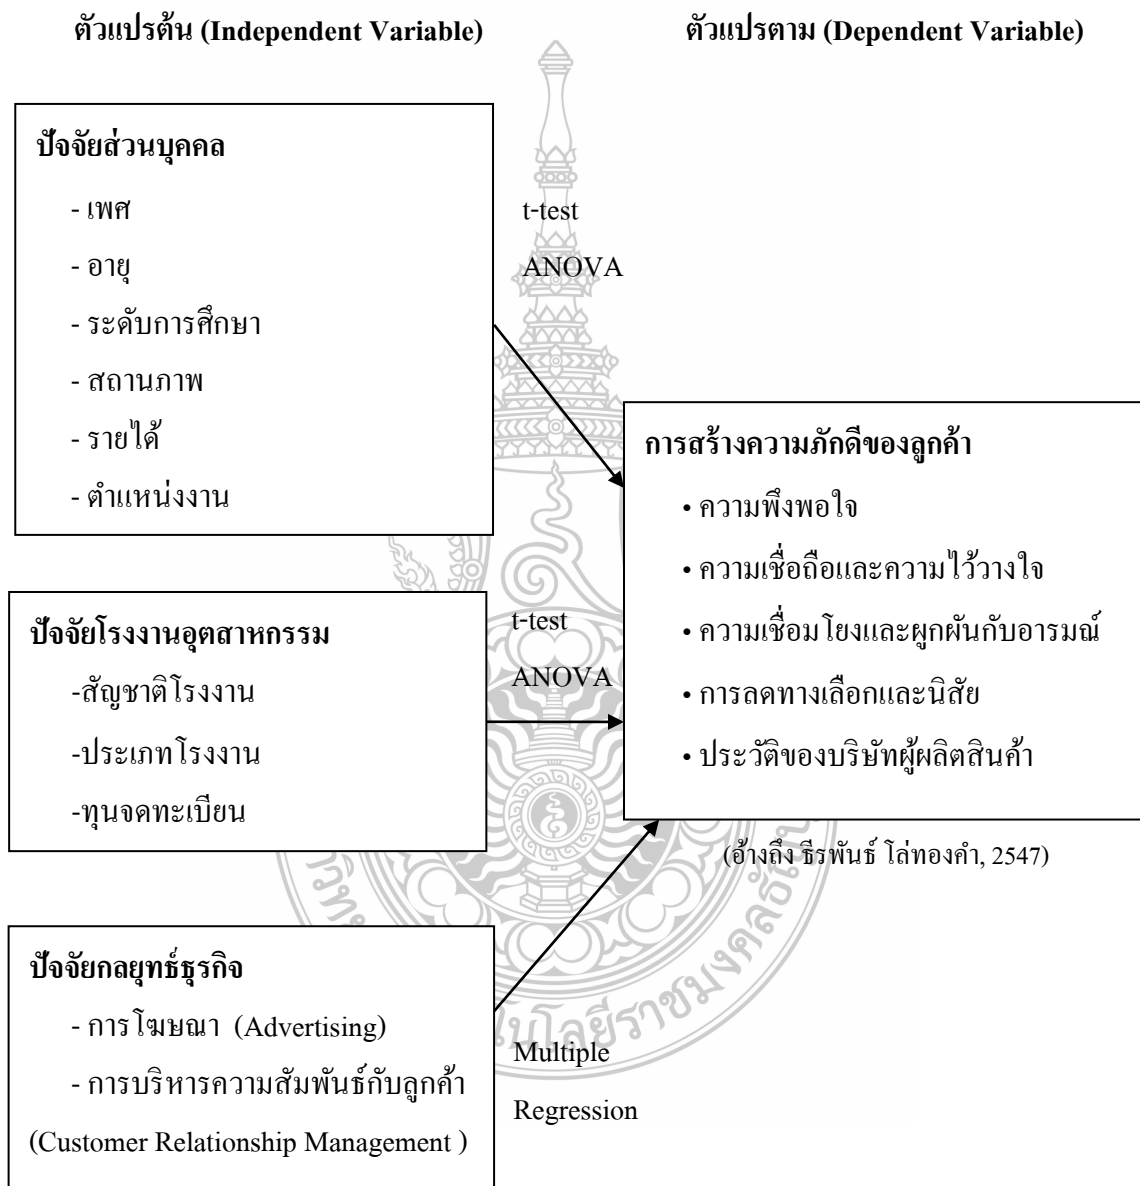 ตัวแปรต้น (Independent Variable)
ตัวแปรตาม (Dependent Variable)
ปัจจัยส่วนบุคคล
- เพศ
- อายุ
- ระดับการศึกษา
- สถานภาพ
- รายได้
- ตำแหน่งงาน
t-test
ANOVA
ปัจจัยโรงงานอุตสาหกรรม
-สัญชาติโรงงาน
-ประเภทโรงงาน
-ทุนจดทะเบียน
t-test
ANOVA
ปัจจัยกลยุทธ์ธุรกิจ
- การโฆษณา (Advertising)
- การบริหารความสัมพันธ์กับลูกค้า
(Customer Relationship Management )
Multiple
Regression
การสร้างความภักดีของลูกค้า
• ความพึงพอใจ
• ความเชื่อถือและความไว้วางใจ
• ความเชื่อมโยงและผูกผันกับอารมณ์
• การลดทางเลือกและนิสัย
• ประวัติของบริษัทผู้ผลิตสินค้า
(อ้างถึง ธีรพันธ์ โล่ทองคำ, 2547)